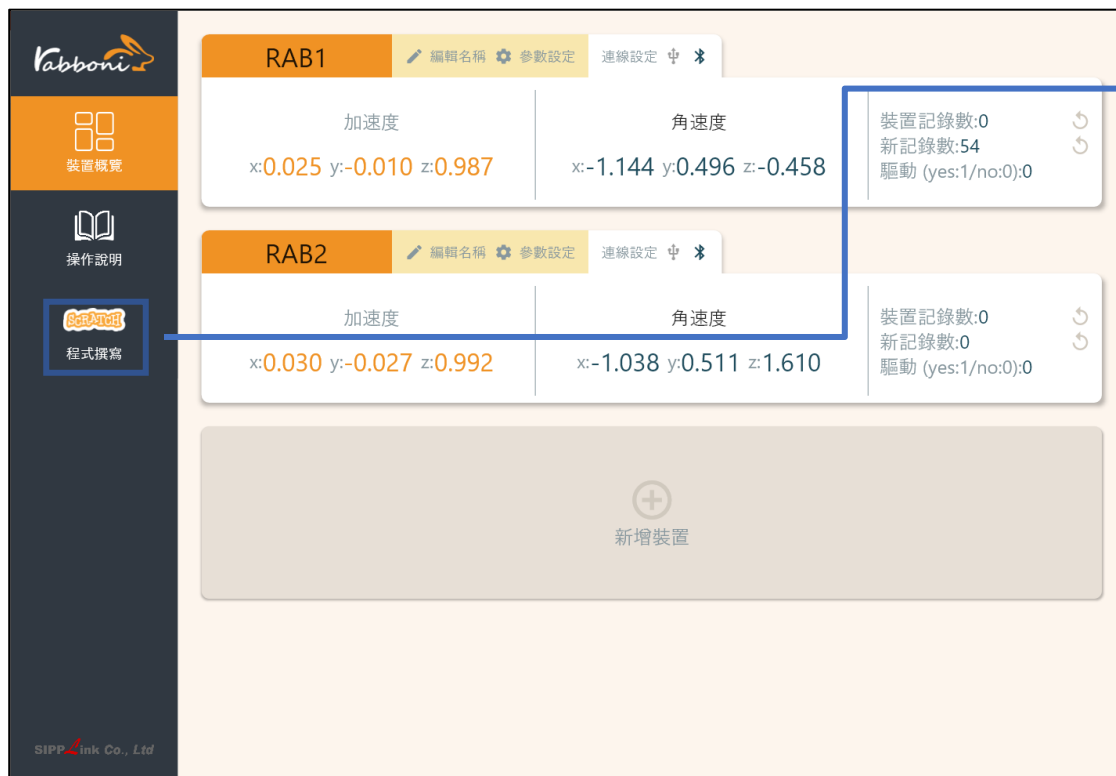 rabboni
裝置概覽
操作說明
SCRATCH
程式撰寫
SIPPLink Co., Ltd
RAB1 編輯名稱 參數設定 連線設定
加速度
x:0.025 y:-0.010 z:0.987
角速度
x:-1.144 y:0.496 z:-0.458
裝置記錄數:0
新記錄數:54
驅動 (yes:1/no:0):0
RAB2 編輯名稱 參數設定 連線設定
加速度
x:0.030 y:-0.027 z:0.992
角速度
x:-1.038 y:0.511 z:1.610
裝置記錄數:0
新記錄數:0
驅動 (yes:1/no:0):0
新增裝置